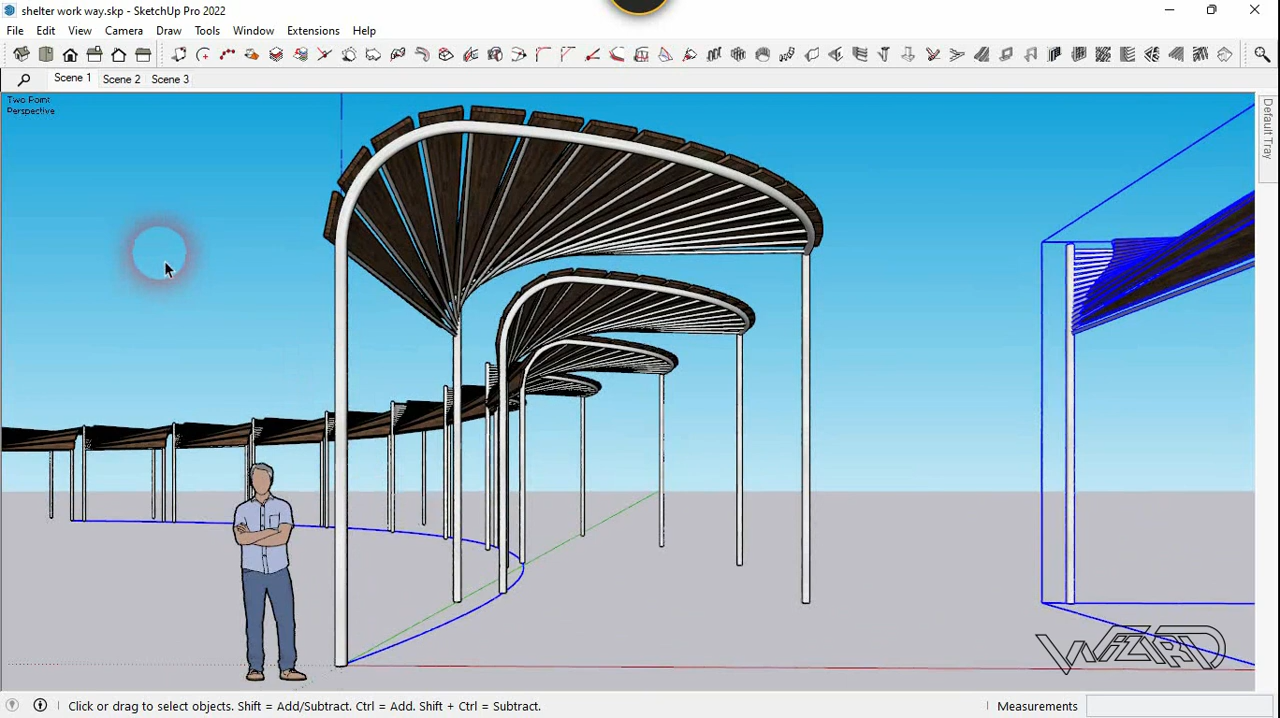 shelter work way.skp - SketchUp Pro 2022
File Edit View Camera Draw Tools Window Extensions Help
Scene 1 Scene 2 Scene 3
Two Point
Perspective
Default Tray
WIZARD
Click or drag to select objects. Shift = Add/Subtract. Ctrl = Add. Shift + Ctrl = Subtract.
Measurements